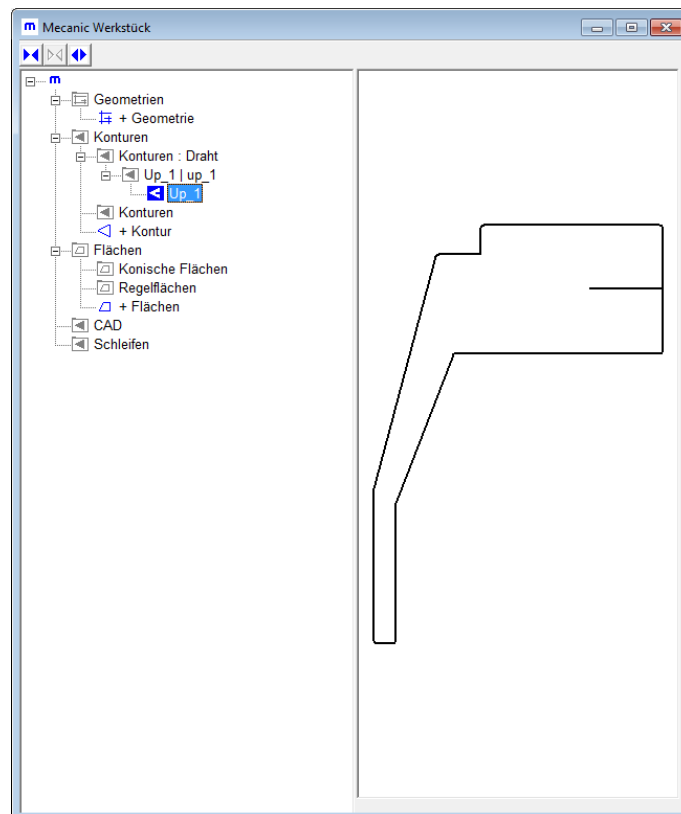 m Mecanic Werkstück
m
Geometrien
+ Geometrie
Konturen
Konturen : Draht
Up_1 | up_1
Up_1
Konturen
+ Kontur
Flächen
Konische Flächen
Regelflächen
+ Flächen
CAD
Schleifen